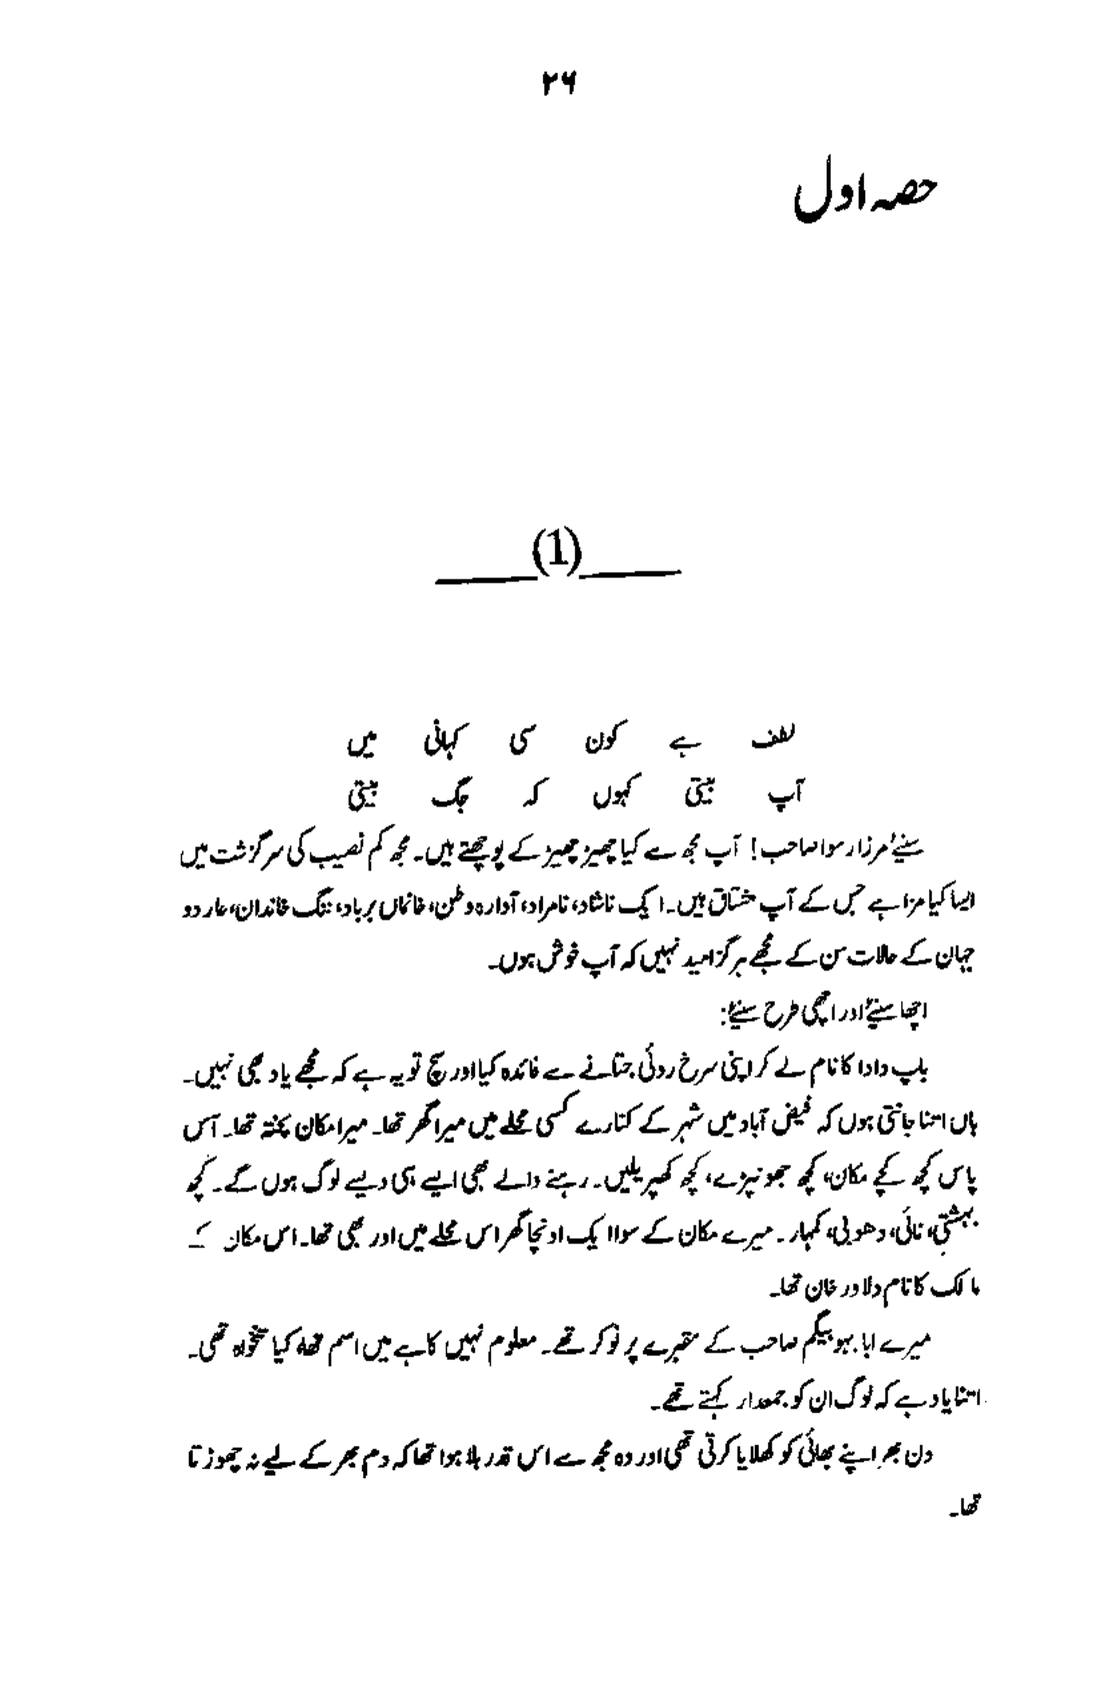 ۲۶
حصہ اول
(1)
لطف ہے کون سی کہانی میں
آپ بیتی کہوں کہ جگ بیتی
سنیے مرزا رسوا صاحب! آپ مجھ سے کیا چھیڑ چھیڑ کے پوچھتے ہیں۔ مجھ کم نصیب کی سرگزشت میں
ایسا کیا مزا ہے جس کے آپ مشتاق ہیں۔ ایک ناشاد، نامراد، آوارہ وطن، خانماں برباد، ننگ خاندان، عار دو
جہان کے حالات سن کے مجھے ہرگز امید نہیں کہ آپ خوش ہوں۔
اچھا سنیے اور اچھی طرح سنیے:
باپ دادا کا نام لے کر اپنی سرخ روئی جتانے سے فائدہ کیا اور سچ تو یہ ہے کہ مجھے یاد بھی نہیں۔
ہاں اتنا جانتی ہوں کہ فیض آباد میں شہر کے کنارے کسی محلے میں میرا گھر تھا۔ میرا مکان پختہ تھا۔ آس
پاس کچھ کچے مکان، کچھ جھونپڑے، کچھ کھپریلیں۔ رہنے والے بھی ایسے ہی ویسے لوگ ہوں گے۔ کچھ
بہشتی، نائی، دھوبی، کمہار۔ میرے مکان کے سوا ایک اونچا گھر اس محلے میں اور بھی تھا۔ اس مکان کے
مالک کا نام دلاور خان تھا۔
میرے ابا بہو بیگم صاحب کے مقبرے پر نوکر تھے۔ معلوم نہیں کاہے میں اسم تھا، کیا تنخواہ تھی۔
اتنا یاد ہے کہ لوگ ان کو جمعدار کہتے تھے۔
دن بھر اپنے بھائی کو کھلایا کرتی تھی اور وہ مجھ سے اس قدر ہلا ہوا تھا کہ دم بھر کے لیے نہ چھوڑتا
تھا۔